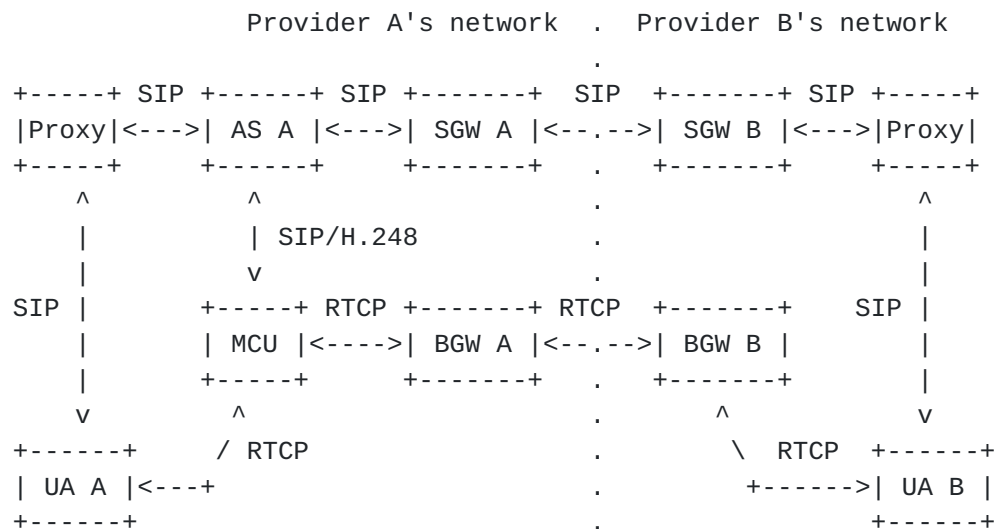 Provider A's network  .  Provider B's network
                                             .
+-----+ SIP +------+ SIP +-------+  SIP  +-------+ SIP +-----+
|Proxy|<--->| AS A |<--->| SGW A |<--.-->| SGW B |<--->|Proxy|
+-----+     +------+     +-------+   .   +-------+     +-----+
   ^           ^                     .                    ^
   |           | SIP/H.248           .                    |
   |           v                     .                    |
SIP |       +-----+ RTCP +-------+ RTCP  +-------+    SIP |
   |        | MCU |<---->| BGW A |<--.-->| BGW B |        |
   |        +-----+      +-------+   .   +-------+        |
   v          ^                      .       ^            v
+------+     / RTCP                  .        \  RTCP  +------+
| UA A |<---+                        .         +------>| UA B |
+------+                             .                 +------+